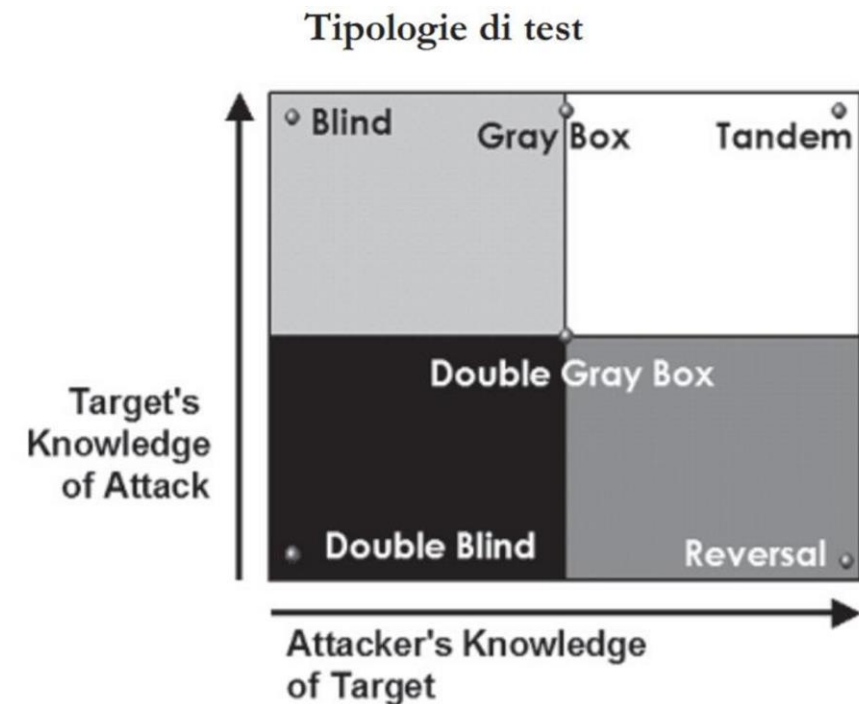 Tipologie di test
Blind
Gray Box
Tandem
Target's
Knowledge
of Attack
Double Gray Box
Double Blind
Reversal
Attacker's Knowledge
of Target